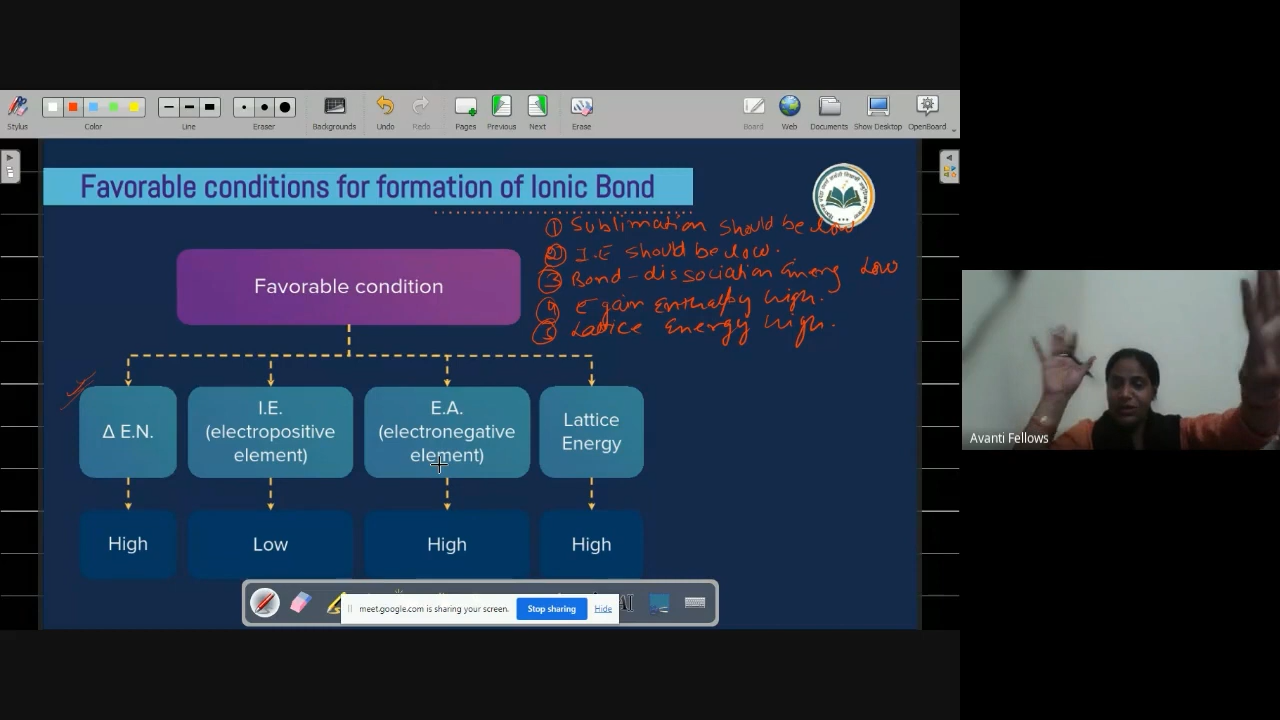 Stylus
Color
Line
Eraser
Backgrounds
Undo
Redo
Pages
Previous
Next
Erase
Board
Web
Documents
Show Desktop
OpenBoard
Favorable conditions for formation of Ionic Bond
① Sublimation should be low
② I.E should be low.
③ Bond-dissociation Energy Low
④ E gain Enthalpy high.
⑤ Lattice Energy high.
Favorable condition
Δ E.N.
I.E.
(electropositive
element)
E.A.
(electronegative
element)
Lattice
Energy
High
Low
High
High
meet.google.com is sharing your screen.
Stop sharing
Hide
Avanti Fellows